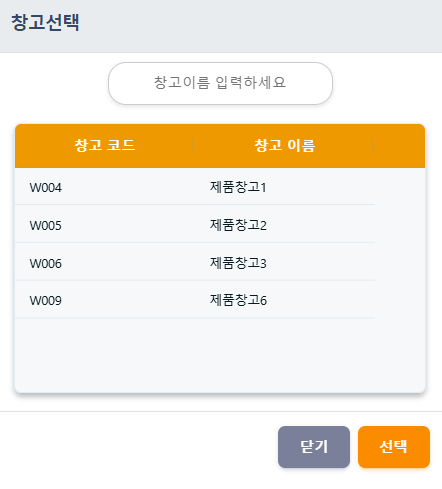 창고선택
창고이름 입력하세요
창고 코드 창고 이름
W004 제품창고1
W005 제품창고2
W006 제품창고3
W009 제품창고6
닫기 선택